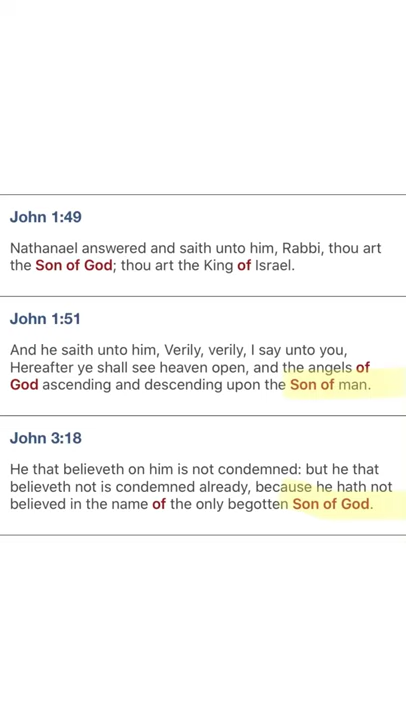 John 1:49
Nathanael answered and saith unto him, Rabbi, thou art
the Son of God; thou art the King of Israel.
John 1:51
And he saith unto him, Verily, verily, I say unto you,
Hereafter ye shall see heaven open, and the angels of
God ascending and descending upon the Son of man.
John 3:18
He that believeth on him is not condemned: but he that
believeth not is condemned already, because he hath not
believed in the name of the only begotten Son of God.